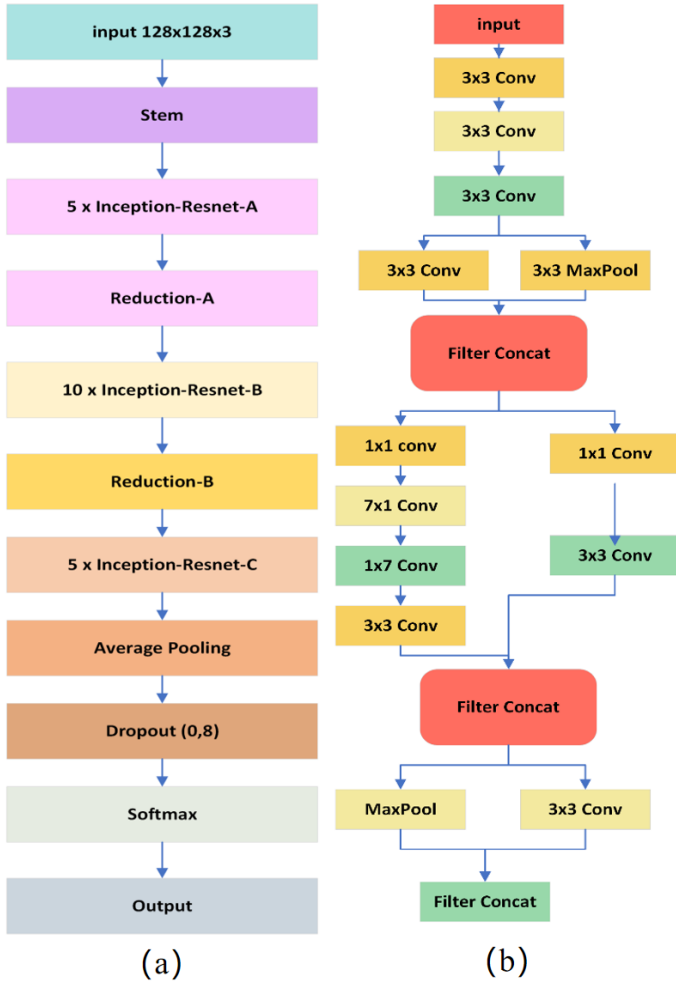 input 128x128x3
Stem
5 x Inception-Resnet-A
Reduction-A
10 x Inception-Resnet-B
Reduction-B
5 x Inception-Resnet-C
Average Pooling
Dropout (0,8)
Softmax
Output
(a)
input
3x3 Conv
3x3 Conv
3x3 Conv
3x3 Conv
3x3 MaxPool
Filter Concat
1x1 conv
1x1 Conv
7x1 Conv
1x7 Conv
3x3 Conv
3x3 Conv
Filter Concat
MaxPool
3x3 Conv
Filter Concat
(b)